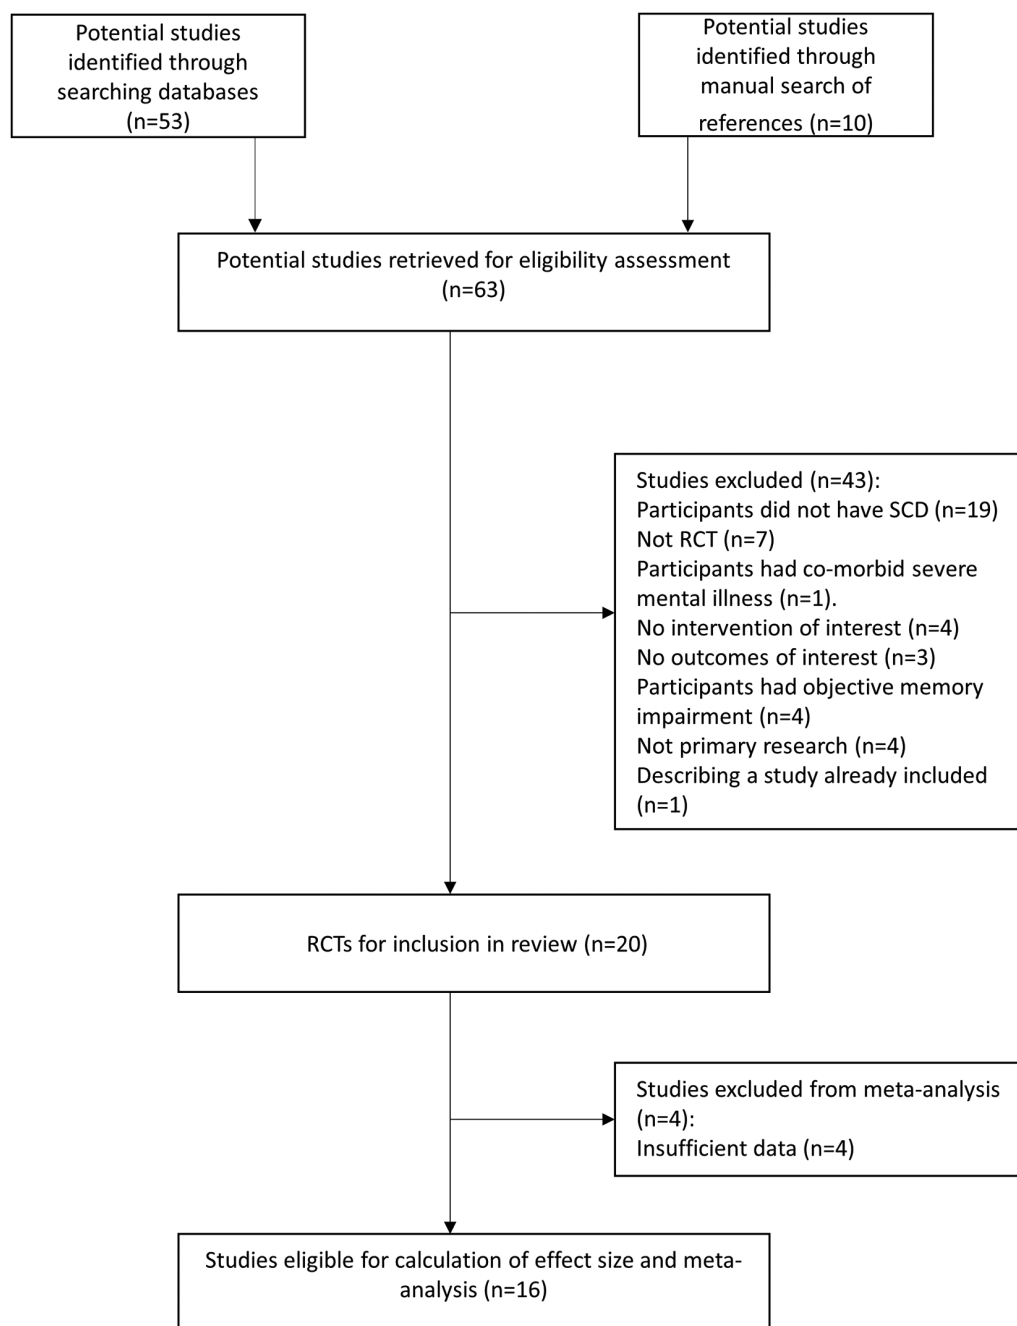 Potential studies
identified through
searching databases
(n=53)
Potential studies
identified through
manual search of
references (n=10)
Potential studies retrieved for eligibility assessment
(n=63)
Studies excluded (n=43):
Participants did not have SCD (n=19)
Not RCT (n=7)
Participants had co-morbid severe
mental illness (n=1).
No intervention of interest (n=4)
No outcomes of interest (n=3)
Participants had objective memory
impairment (n=4)
Not primary research (n=4)
Describing a study already included
(n=1)
RCTs for inclusion in review (n=20)
Studies excluded from meta-analysis
(n=4):
Insufficient data (n=4)
Studies eligible for calculation of effect size and meta-
analysis (n=16)